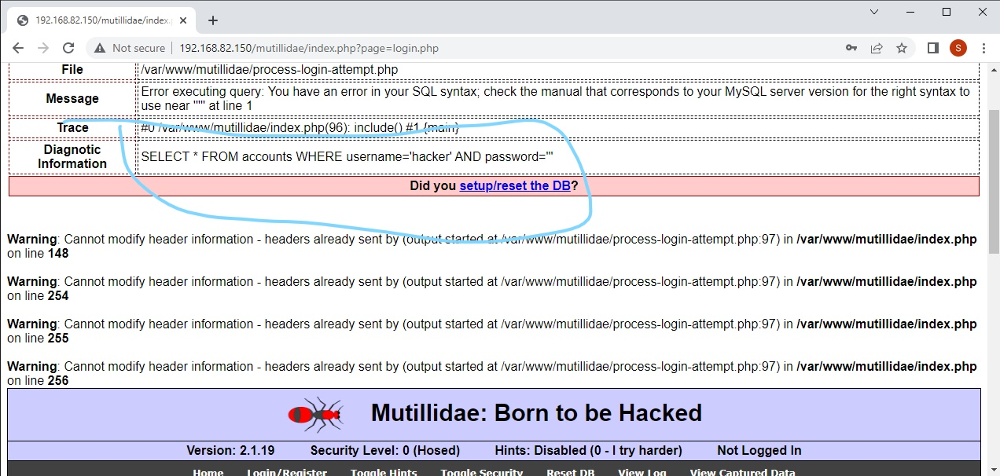 192.168.82.150/mutillidae/index.
Not secure
192.168.82.150/mutillidae/index.php?page=login.php
S
File
/var/www/mutillidae/process-login-attempt.php
Message
Error executing query: You have an error in your SQL syntax; check the manual that corresponds to your MySQL server version for the right syntax to
use near ''''' at line 1
Trace
#0 /var/www/mutillidae/index.php(96): include() #1 {main}
Diagnotic
Information
SELECT * FROM accounts WHERE username='hacker' AND password='''
Did you setup/reset the DB?
Warning: Cannot modify header information - headers already sent by (output started at /var/www/mutillidae/process-login-attempt.php:97) in /var/www/mutillidae/index.php
on line 148
Warning: Cannot modify header information - headers already sent by (output started at /var/www/mutillidae/process-login-attempt.php:97) in /var/www/mutillidae/index.php
on line 254
Warning: Cannot modify header information - headers already sent by (output started at /var/www/mutillidae/process-login-attempt.php:97) in /var/www/mutillidae/index.php
on line 255
Warning: Cannot modify header information - headers already sent by (output started at /var/www/mutillidae/process-login-attempt.php:97) in /var/www/mutillidae/index.php
on line 256
Mutillidae: Born to be Hacked
Version: 2.1.19 Security Level: 0 (Hosed) Hints: Disabled (0 - I try harder) Not Logged In
Home Login/Register Toggle Hints Toggle Security Reset DB View Log View Captured Data